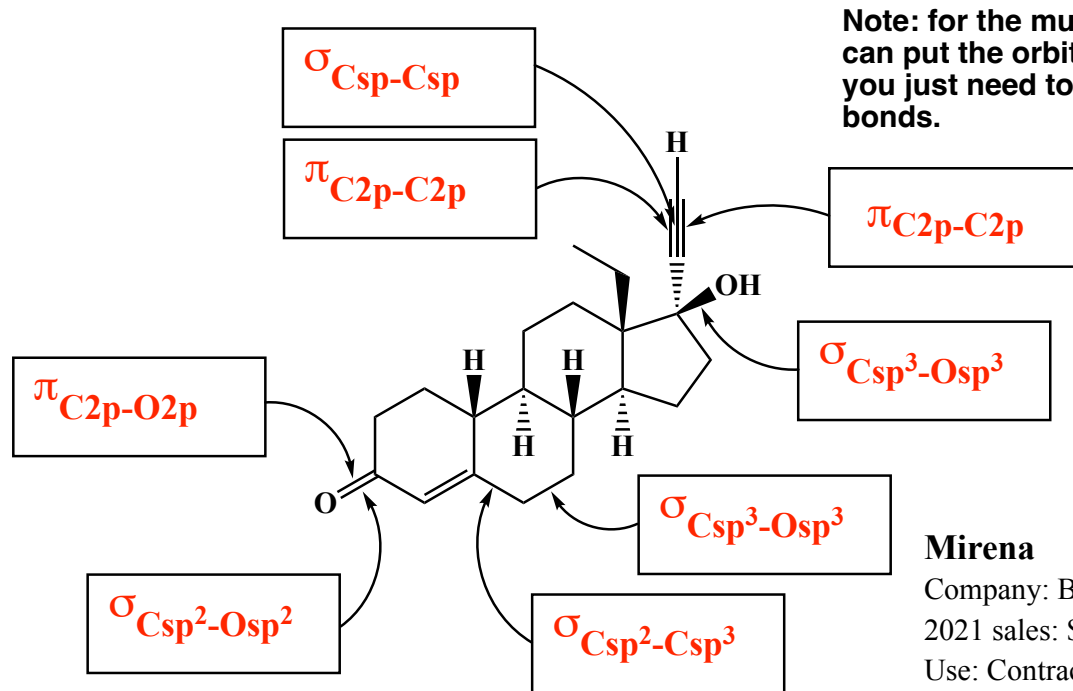 Note: for the mu
can put the orbit
you just need to
bonds.
σCsp-Csp
πC2p-C2p
H
πC2p-C2p
OH
σCsp³-Osp³
H
H
πC2p-O2p
H
H
O
σCsp³-Osp³
σCsp²-Osp²
σCsp²-Csp³
Mirena
Company: B
2021 sales: $
Use: Contrac